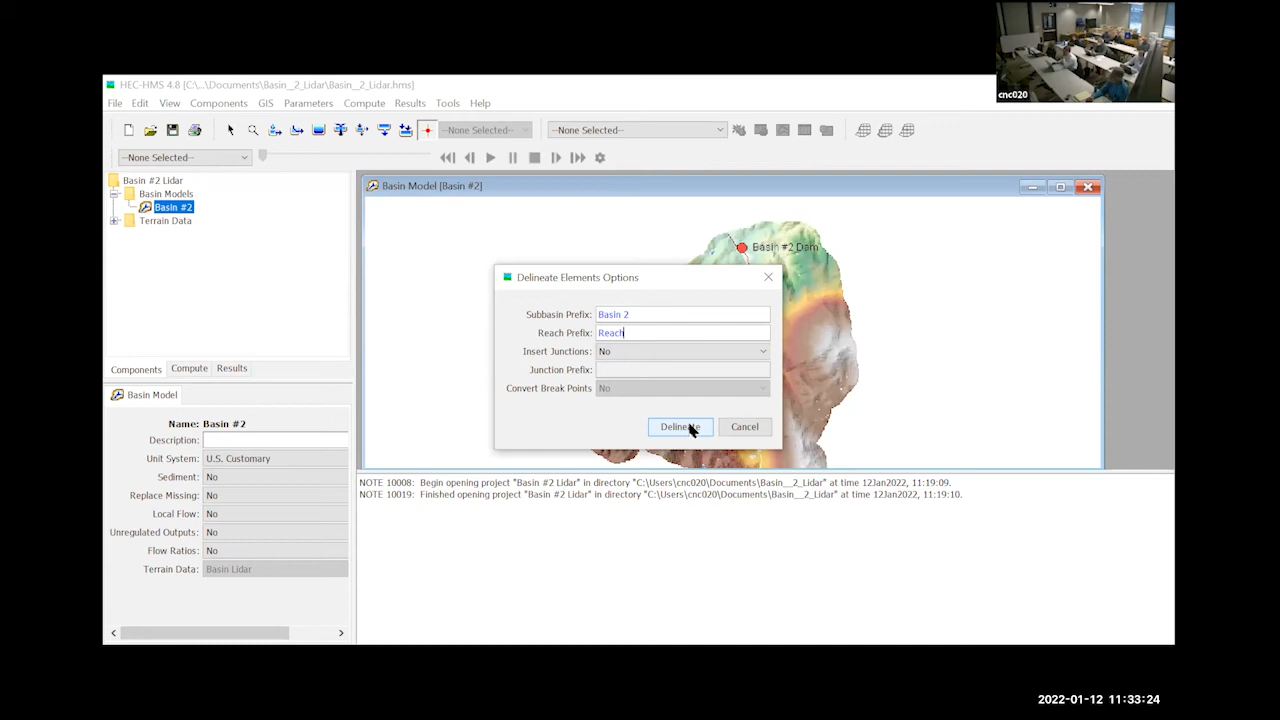 cnc020
HEC-HMS 4.8 [C:\...\Documents\Basin__2_Lidar\Basin__2_Lidar.hms]
File Edit View Components GIS Parameters Compute Results Tools Help
--None Selected-- --None Selected--
--None Selected--
Basin #2 Lidar
Basin Models
Basin #2
Terrain Data
Components Compute Results
Basin Model
Name: Basin #2
Description:
Unit System: U.S. Customary
Sediment: No
Replace Missing: No
Local Flow: No
Unregulated Outputs: No
Flow Ratios: No
Terrain Data: Basin Lidar
Basin Model [Basin #2]
Basin #2 Dam
Delineate Elements Options
Subbasin Prefix: Basin 2
Reach Prefix: Reach
Insert Junctions: No
Junction Prefix:
Convert Break Points No
Delineate Cancel
NOTE 10008: Begin opening project "Basin #2 Lidar" in directory "C:\Users\cnc020\Documents\Basin__2_Lidar" at time 12Jan2022, 11:19:09.
NOTE 10019: Finished opening project "Basin #2 Lidar" in directory "C:\Users\cnc020\Documents\Basin__2_Lidar" at time 12Jan2022, 11:19:10.
2022-01-12 11:33:24